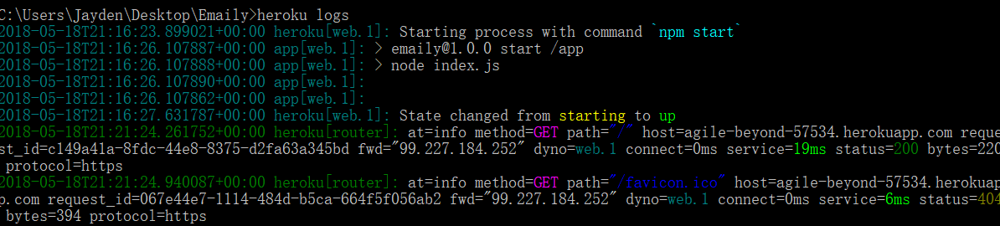 C:\Users\Jayden\Desktop\Emaily>heroku logs
2018-05-18T21:16:23.899021+00:00 heroku[web.1]: Starting process with command `npm start`
2018-05-18T21:16:26.107887+00:00 app[web.1]: > emaily@1.0.0 start /app
2018-05-18T21:16:26.107888+00:00 app[web.1]: > node index.js
2018-05-18T21:16:26.107890+00:00 app[web.1]:
2018-05-18T21:16:26.107862+00:00 app[web.1]:
2018-05-18T21:16:27.631787+00:00 heroku[web.1]: State changed from starting to up
2018-05-18T21:21:24.261752+00:00 heroku[router]: at=info method=GET path="/" host=agile-beyond-57534.herokuapp.com reque
st_id=c149a41a-8fdc-44e8-8375-d2fa63a345bd fwd="99.227.184.252" dyno=web.1 connect=0ms service=19ms status=200 bytes=220
protocol=https
2018-05-18T21:21:24.940087+00:00 heroku[router]: at=info method=GET path="/favicon.ico" host=agile-beyond-57534.herokuap
p.com request_id=067e44e7-1114-484d-b5ca-664f5f056ab2 fwd="99.227.184.252" dyno=web.1 connect=0ms service=6ms status=404
bytes=394 protocol=https